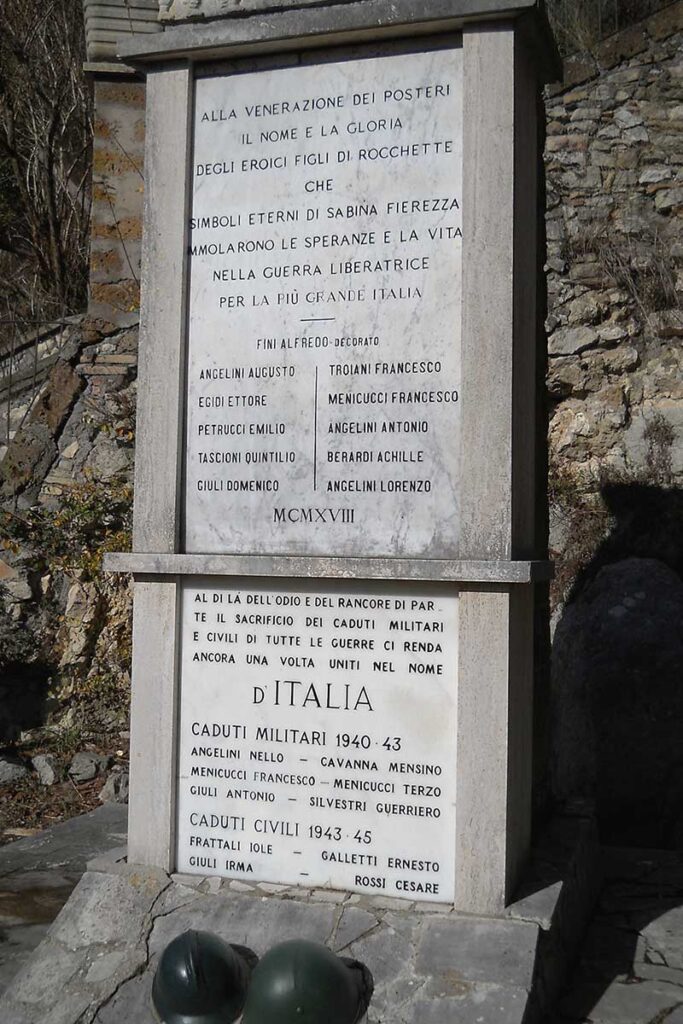 ALLA VENERAZIONE DEI POSTERI
IL NOME E LA GLORIA
DEGLI EROICI FIGLI DI ROCCHETTE
CHE
SIMBOLI ETERNI DI SABINA FIEREZZA
MMOLARONO LE SPERANZE E LA VITA
NELLA GUERRA LIBERATRICE
PER LA PIÙ GRANDE ITALIA
FINI ALFREDO-DECORATO
ANGELINI AUGUSTO
EGIDI ETTORE
PETRUCCI EMILIO
TASCIONI QUINTILIO
GIULI DOMENICO
TROIANI FRANCESCO
MENICUCCI FRANCESCO
ANGELINI ANTONIO
BERARDI ACHILLE
ANGELINI LORENZO
MCMXVIII
AL DI LÁ DELL'ODIO E DEL RANCORE DI PAR-
TE IL SACRIFICIO DEI CADUTI MILITARI
E CIVILI DI TUTTE LE GUERRE CI RENDA
ANCORA UNA VOLTA UNITI NEL NOME
D'ITALIA
CADUTI MILITARI 1940-43
ANGELINI NELLO - CAVANNA MENSINO
MENICUCCI FRANCESCO - MENICUCCI TERZO
GIULI ANTONIO - SILVESTRI GUERRIERO
CADUTI CIVILI 1943-45
FRATTALI IOLE - GALLETTI ERNESTO
GIULI IRMA - ROSSI CESARE